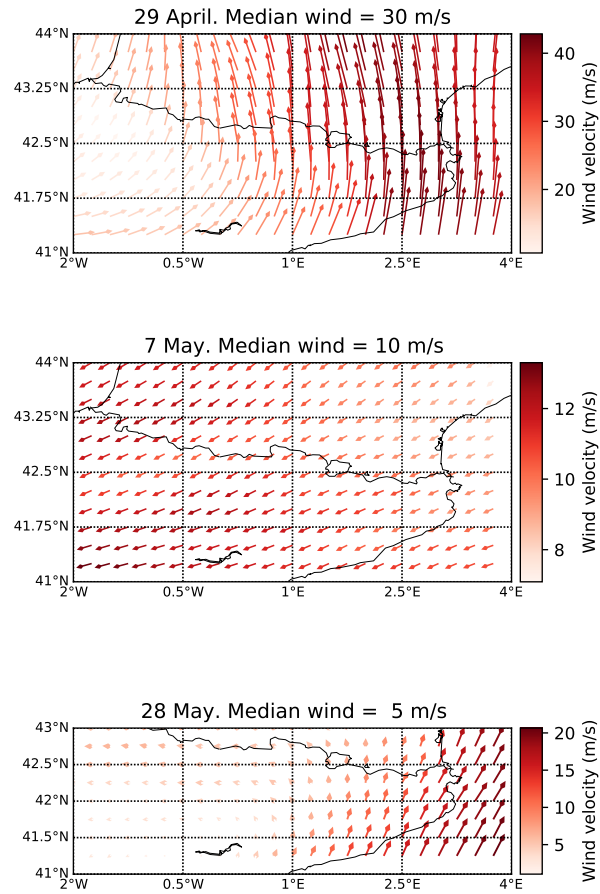 29 April. Median wind = 30 m/s
44°N
43.25°N
42.5°N
41.75°N
41°N
2°W 0.5°W 1°E 2.5°E 4°E
40
30
20
Wind velocity (m/s)
7 May. Median wind = 10 m/s
44°N
43.25°N
42.5°N
41.75°N
41°N
2°W 0.5°W 1°E 2.5°E 4°E
12
10
8
Wind velocity (m/s)
28 May. Median wind =  5 m/s
43°N
42.5°N
42°N
41.5°N
41°N
2°W 0.5°W 1°E 2.5°E 4°E
20
15
10
5
Wind velocity (m/s)